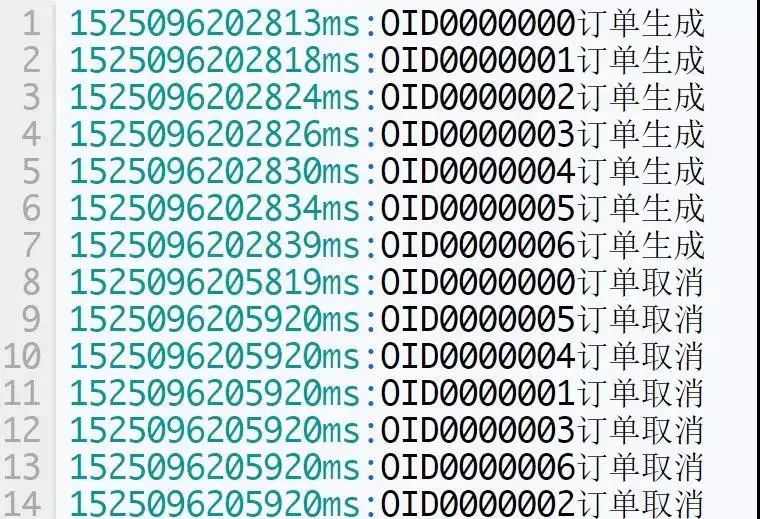 1 1525096202813ms:OID0000000订单生成
2 1525096202818ms:OID0000001订单生成
3 1525096202824ms:OID0000002订单生成
4 1525096202826ms:OID0000003订单生成
5 1525096202830ms:OID0000004订单生成
6 1525096202834ms:OID0000005订单生成
7 1525096202839ms:OID0000006订单生成
8 1525096205819ms:OID0000000订单取消
9 1525096205920ms:OID0000005订单取消
10 1525096205920ms:OID0000004订单取消
11 1525096205920ms:OID0000001订单取消
12 1525096205920ms:OID0000003订单取消
13 1525096205920ms:OID0000006订单取消
14 1525096205920ms:OID0000002订单取消